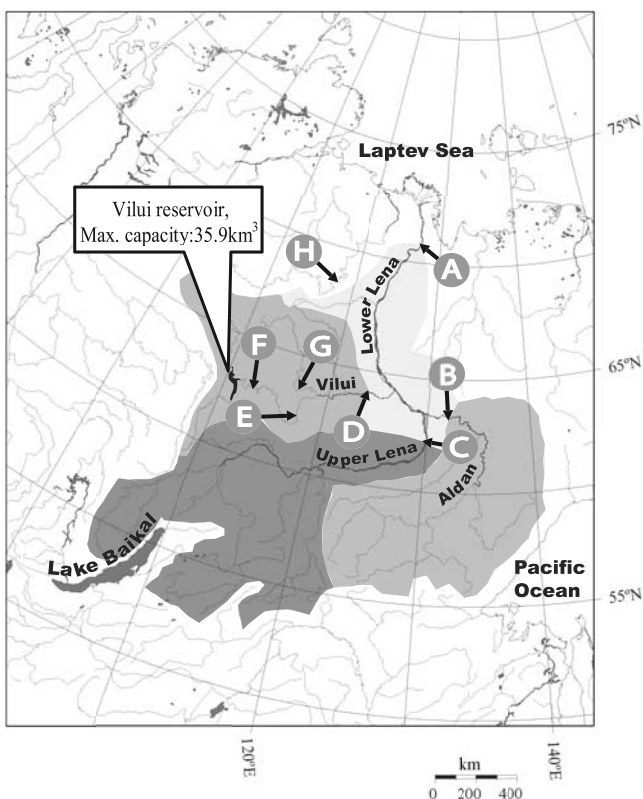 75°N
Laptev Sea
Vilui reservoir,
Max. capacity:35.9km³
H
A
Lower Lena
F
G
65°N
B
Vilui
E
D
Upper Lena
C
Aldan
Lake Baikal
Pacific
Ocean
55°N
120°E
140°E
km
0 200 400